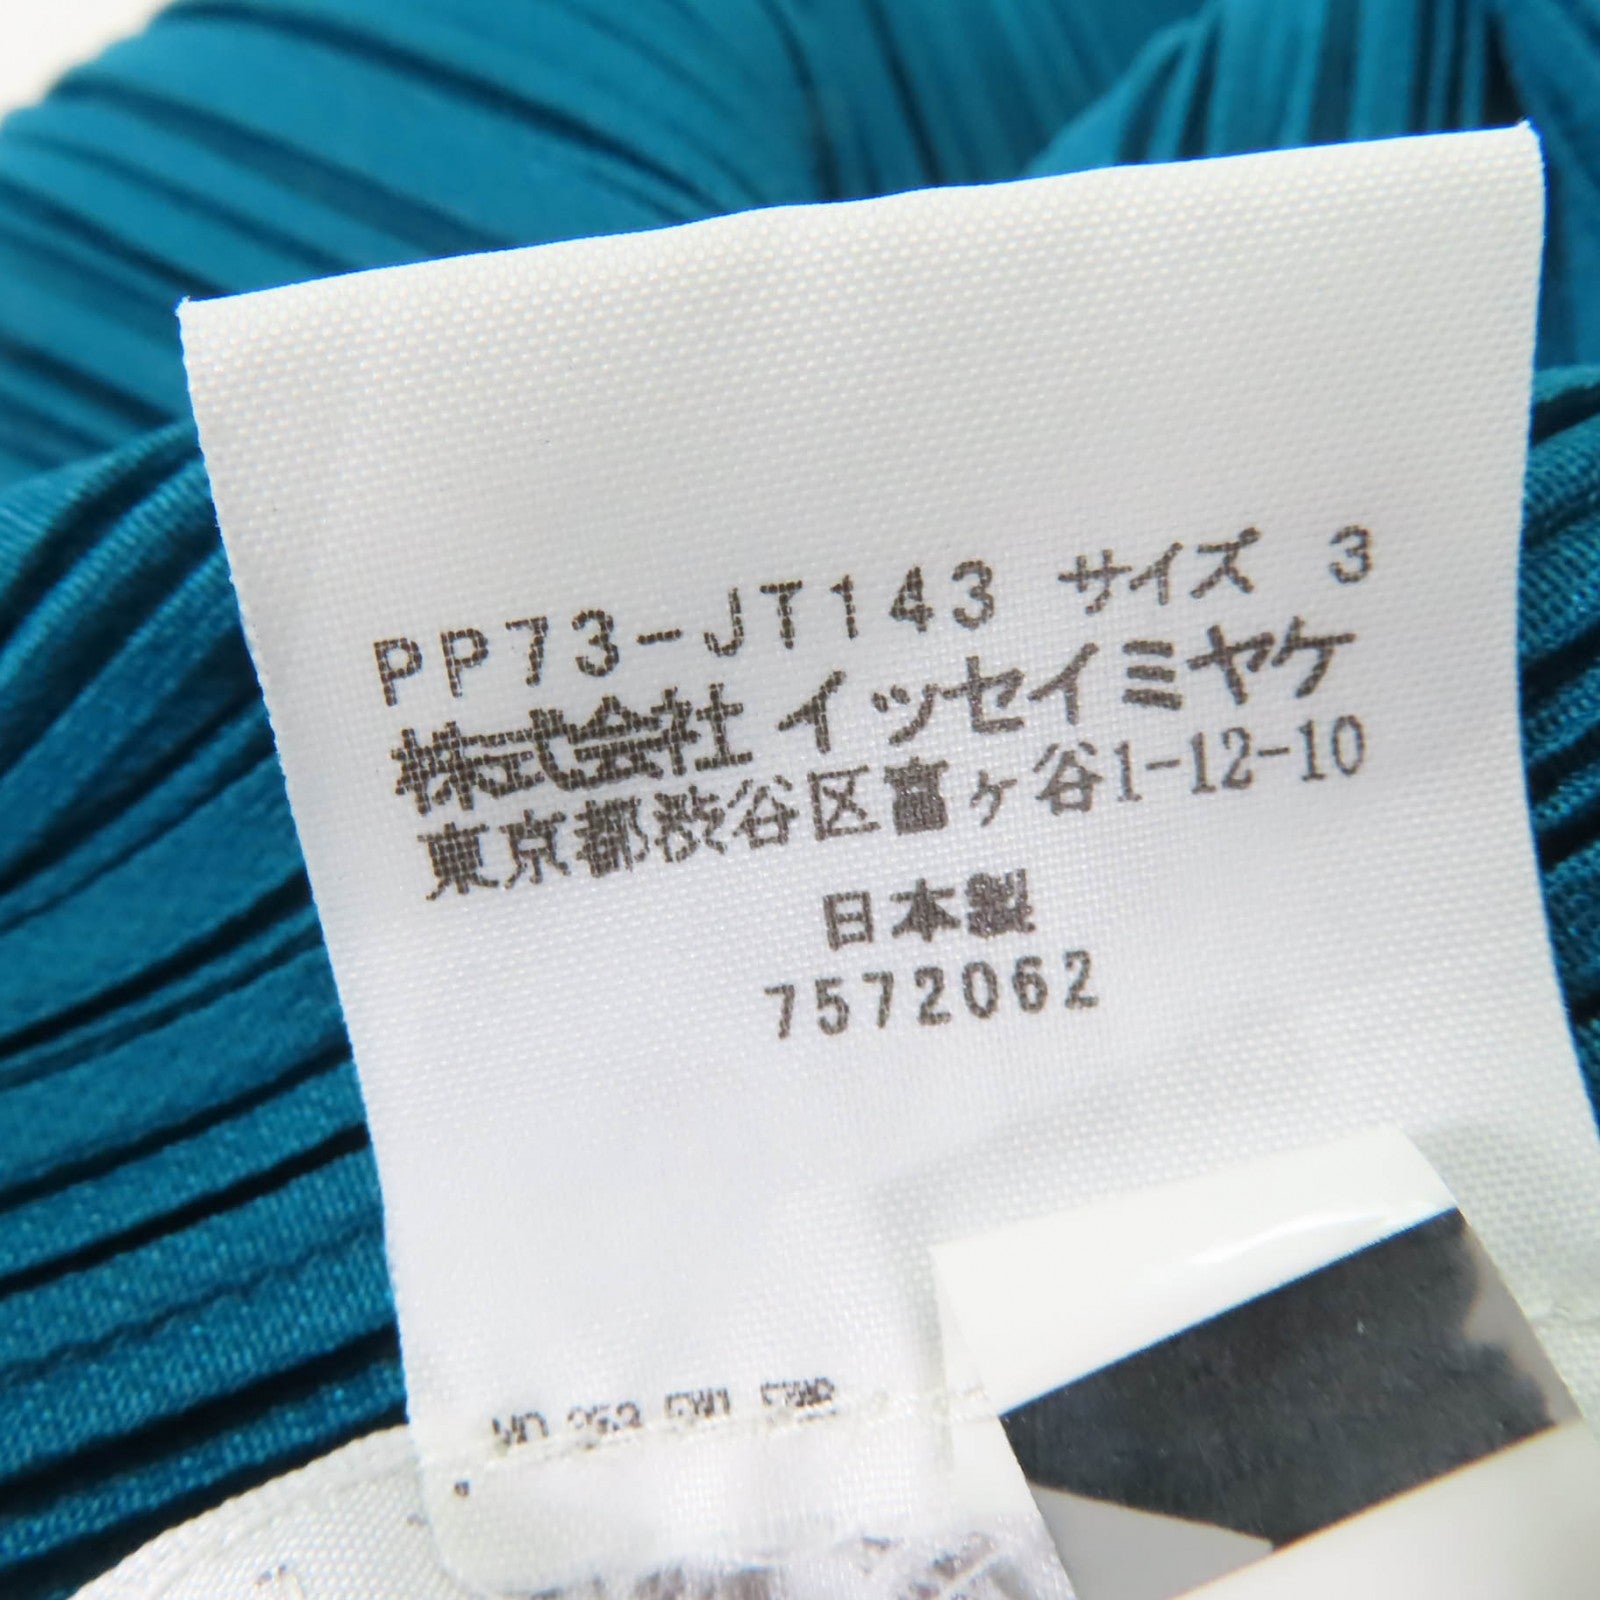 PP73-JT143 サイズ 3
株式会社 イッセイミヤケ
東京都渋谷区富ヶ谷1-12-10
日本製
7572062